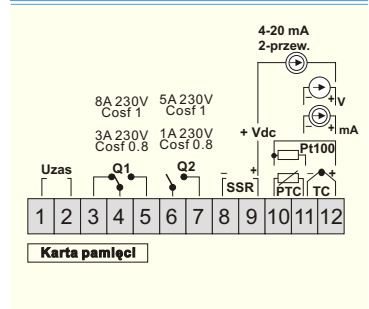 4-20 mA
2-przew.
V
mA
8A 230V 5A 230V
Cosf 1 Cosf 1
3A 230V 1A 230V
Cosf 0.8 Cosf 0.8
+ Vdc
Pt100
Uzas Q1 Q2
SSR PTC TC
1 2 3 4 5 6 7 8 9 10 11 12
Karta pamięci